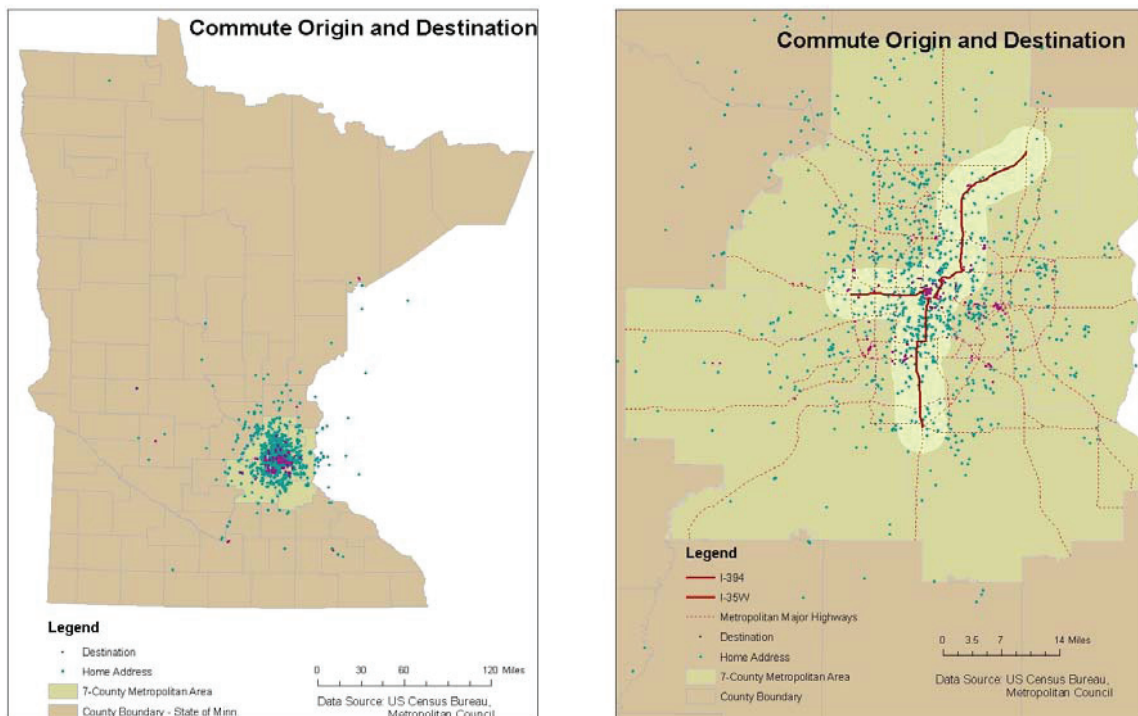 Commute Origin and Destination
Legend
Destination
Home Address
7-County Metropolitan Area
County Boundary - State of Minn
0 30 60 120 Miles
Data Source: US Census Bureau,
Metropolitan Council
Commute Origin and Destination
Legend
I-394
I-35W
Metropolitan Major Highways
Destination
Home Address
7-County Metropolitan Area
County Boundary
0 3.5 7 14 Miles
Data Source: US Census Bureau,
Metropolitan Council